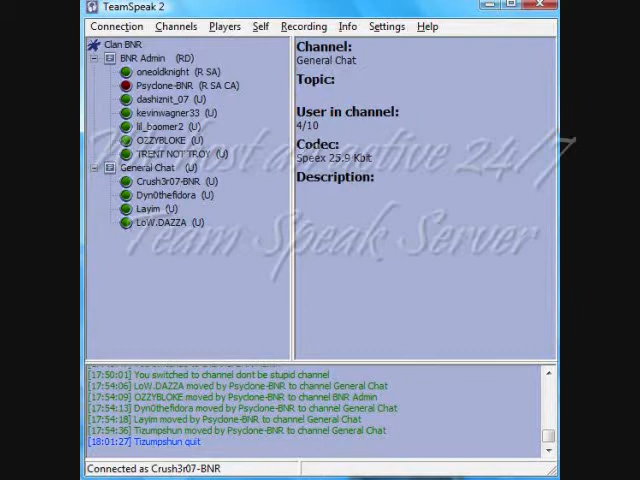 TeamSpeak 2
Connection Channels Players Self Recording Info Settings Help
Clan BNR
BNR Admin (RD)
oneoldknight (R SA)
Psyclone-BNR (R SA CA)
dashiznit_07 (U)
kevinwagner33 (U)
lil_boomer2 (U)
OZZYBLOKE (U)
TRENT NOT TROY (U)
General Chat (U)
Crush3r07-BNR (U)
Dyn0thefidora (U)
Layim (U)
LoW.DAZZA (U)
Channel:
General Chat
Topic:
User in channel:
4/10
Codec:
Speex 25.9 Kbit
Description:
24/7
Team Speak Server
[17:50:01] You switched to channel dont be stupid channel
[17:54:06] LoW.DAZZA moved by Psyclone-BNR to channel General Chat
[17:54:09] OZZYBLOKE moved by Psyclone-BNR to channel BNR Admin
[17:54:13] Dyn0thefidora moved by Psyclone-BNR to channel General Chat
[17:54:18] Layim moved by Psyclone-BNR to channel General Chat
[17:54:36] Tizumpshun moved by Psyclone-BNR to channel General Chat
[18:01:27] Tizumpshun quit
Connected as Crush3r07-BNR